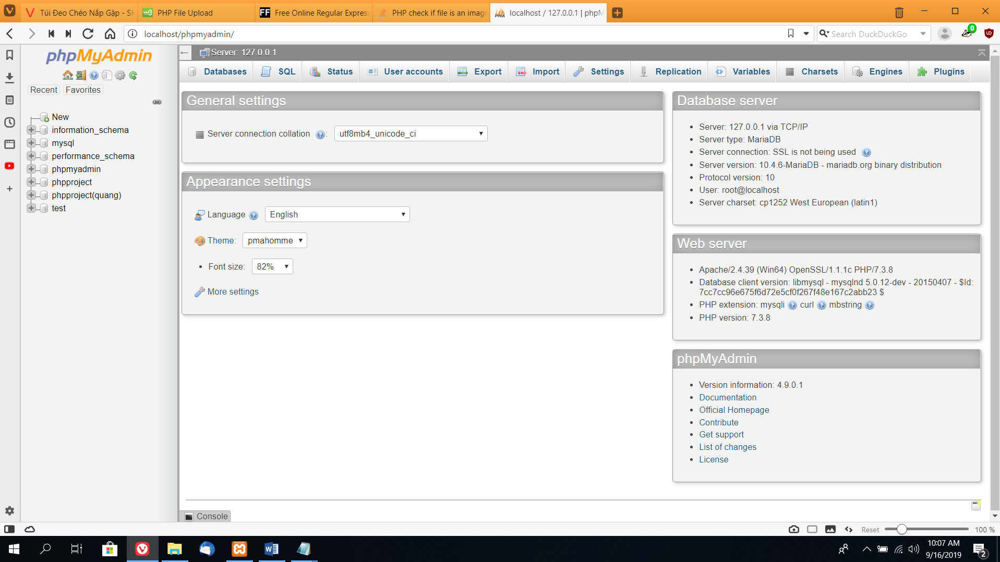 Túi Đeo Chéo Nắp Gập - SH
PHP File Upload
Free Online Regular Express
PHP check if file is an image
localhost / 127.0.0.1 | phpM
localhost/phpmyadmin/
Search DuckDuckGo
0
phpMyAdmin
Recent
Favorites
New
information_schema
mysql
performance_schema
phpmyadmin
phpproject
phpproject(quang)
test
Server: 127.0.0.1
Databases
SQL
Status
User accounts
Export
Import
Settings
Replication
Variables
Charsets
Engines
Plugins
General settings
Server connection collation :
utf8mb4_unicode_ci
Appearance settings
Language
English
Theme:
pmahomme
Font size:
82%
More settings
Database server
Server: 127.0.0.1 via TCP/IP
Server type: MariaDB
Server connection: SSL is not being used
Server version: 10.4.6-MariaDB - mariadb.org binary distribution
Protocol version: 10
User: root@localhost
Server charset: cp1252 West European (latin1)
Web server
Apache/2.4.39 (Win64) OpenSSL/1.1.1c PHP/7.3.8
Database client version: libmysql - mysqlnd 5.0.12-dev - 20150407 - $Id:
7cc7cc96e675f6d72e5cf0f267f48e167c2abb23 $
PHP extension: mysqli curl mbstring
PHP version: 7.3.8
phpMyAdmin
Version information: 4.9.0.1
Documentation
Official Homepage
Contribute
Get support
List of changes
License
Console
Reset
100 %
10:07 AM
9/16/2019
2